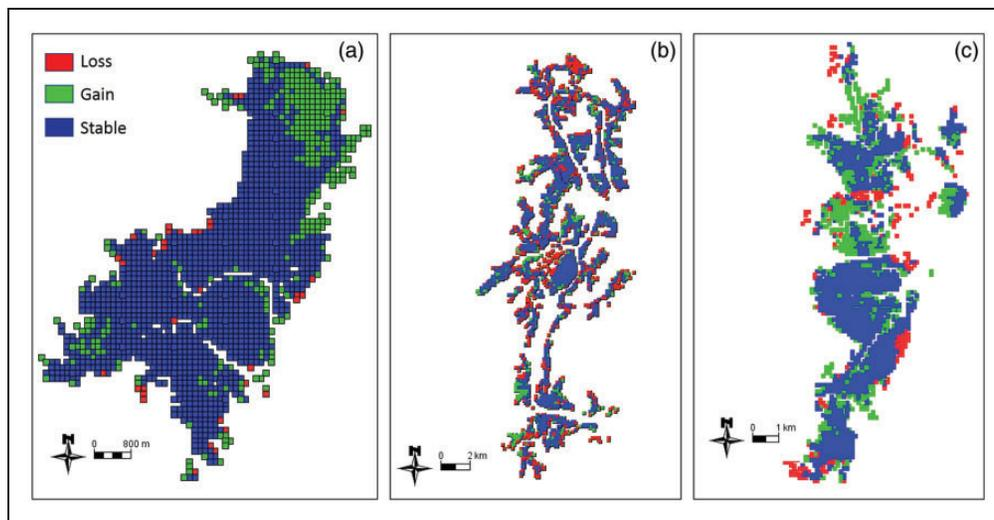 (a)
Loss
Gain
Stable
N
0 800 m
(b)
N
0 2 km
(c)
N
0 1 km